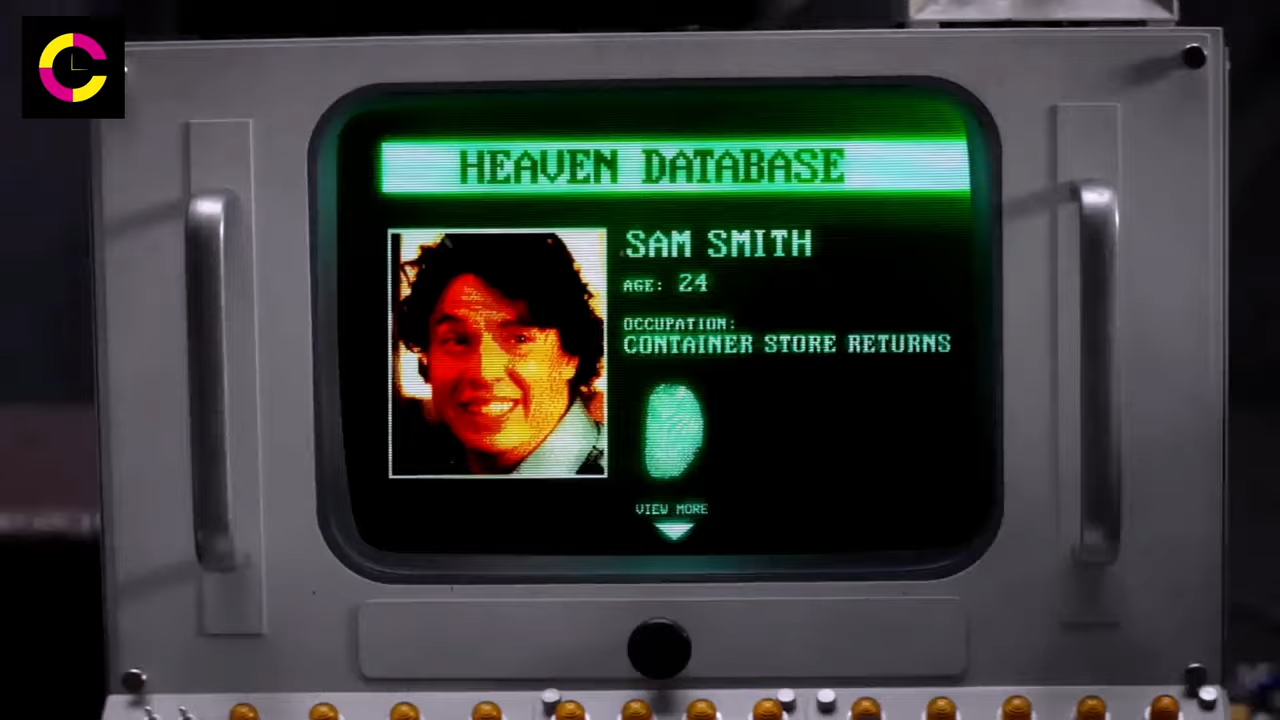 HEAVEN DATABASE
SAM SMITH
AGE: 24
OCCUPATION:
CONTAINER STORE RETURNS
VIEW MORE